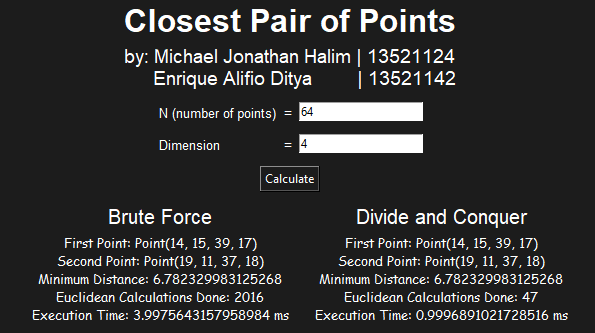 Closest Pair of Points
by: Michael Jonathan Halim | 13521124
Enrique Alifio Ditya | 13521142
N (number of points) = 64
Dimension = 4
Calculate
Brute Force
First Point: Point(14, 15, 39, 17)
Second Point: Point(19, 11, 37, 18)
Minimum Distance: 6.782329983125268
Euclidean Calculations Done: 2016
Execution Time: 3.9975643157958984 ms
Divide and Conquer
First Point: Point(14, 15, 39, 17)
Second Point: Point(19, 11, 37, 18)
Minimum Distance: 6.782329983125268
Euclidean Calculations Done: 47
Execution Time: 0.9996891021728516 ms